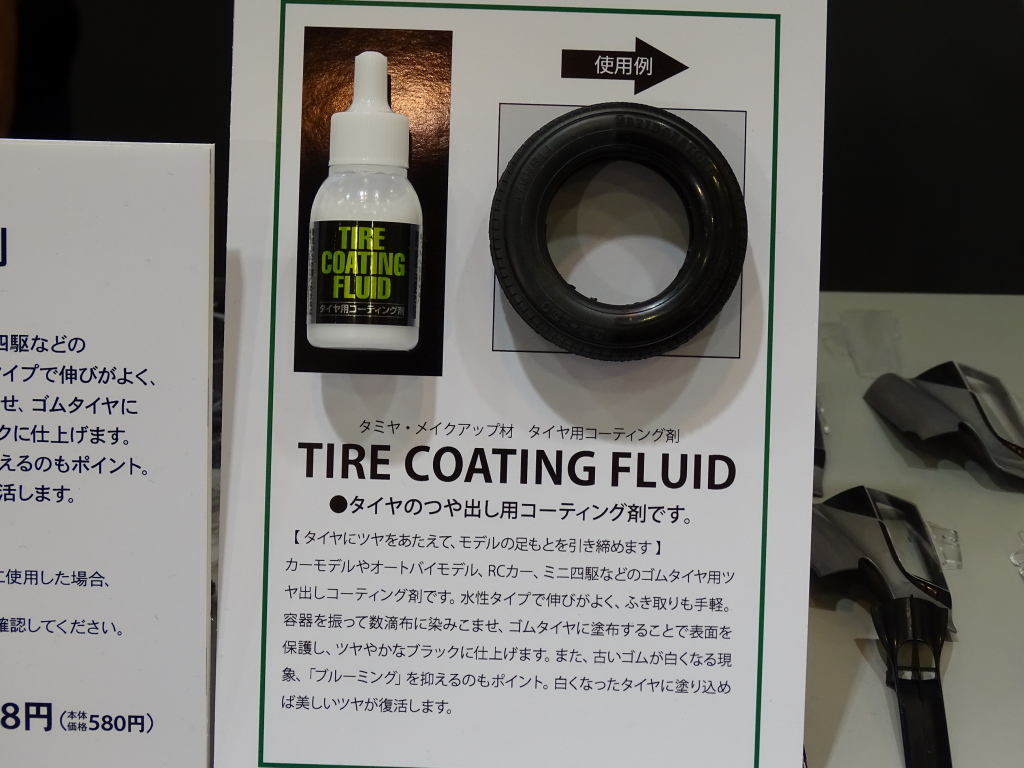 使用例
TIRE
COATING
FLUID
タイヤ用コーティング剤
タミヤ・メイクアップ材 タイヤ用コーティング剤
TIRE COATING FLUID
●タイヤのつや出し用コーティング剤です。
【 タイヤにツヤをあたえて、モデルの足もとを引き締めます 】
カーモデルやオートバイモデル、RCカー、ミニ四駆などのゴムタイヤ用ツ
ヤ出しコーティング剤です。水性タイプで伸びがよく、ふき取りも手軽。
容器を振って数滴布に染みこませ、ゴムタイヤに塗布することで表面を
保護し、ツヤやかなブラックに仕上げます。また、古いゴムが白くなる現
象、「ブルーミング」を抑えるのもポイント。白くなったタイヤに塗り込め
ば美しいツヤが復活します。
四駆などの
イプで伸びがよく、
せ、ゴムタイヤに
クに仕上げます。
えるのもポイント。
活します。
に使用した場合、
確認してください。
8円(本体価格580円)